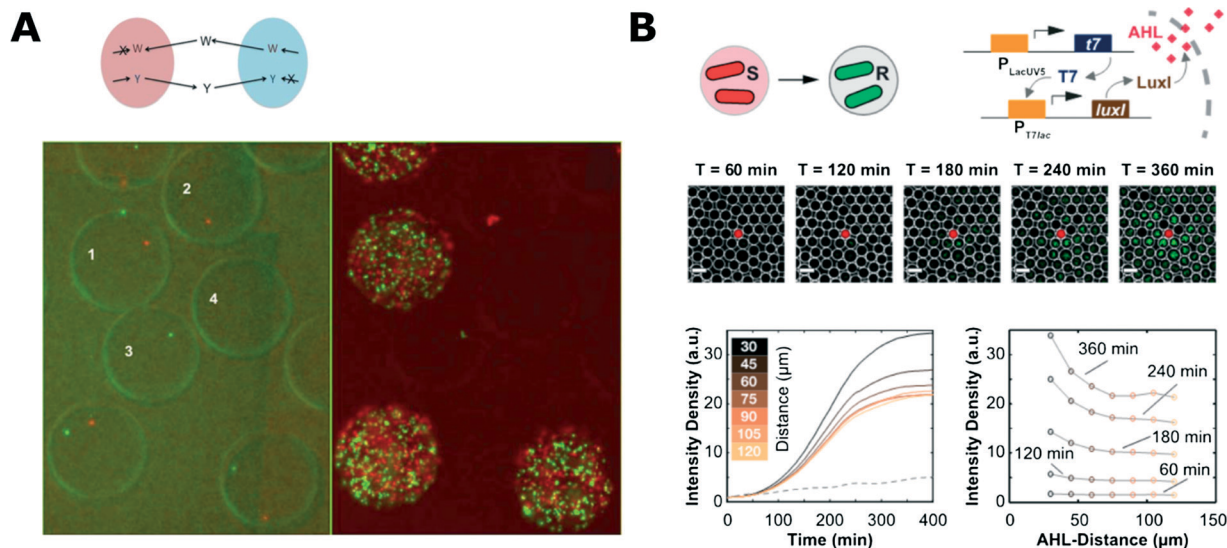 A
W
X W
W
Y
Y
Y X
1
2
3
4
B
S
R
AHL
t7
P LacUV5
T7
LuxI
luxI
P T7lac
T = 60 min
T = 120 min
T = 180 min
T = 240 min
T = 360 min
Intensity Density (a.u.)
30
20
10
0
30
45
60
75
90
105
120
Distance (µm)
0 100 200 300 400
Time (min)
Intensity Density (a.u.)
30
20
10
0
360 min
240 min
180 min
120 min
60 min
0 50 100 150
AHL-Distance (µm)